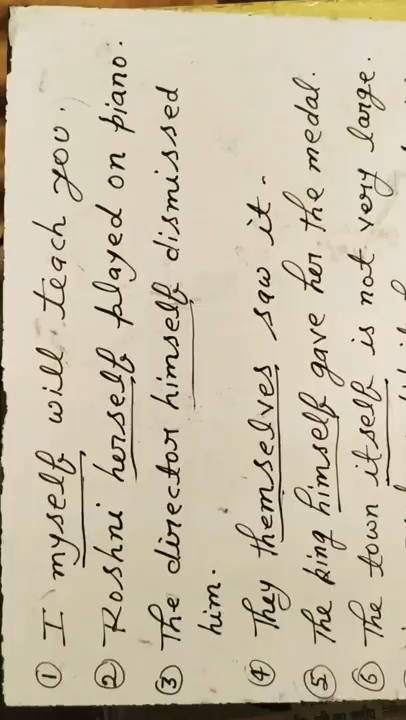 ① I myself will teach you.
② Roshni herself played on piano.
③ The director himself dismissed
him.
④ They themselves saw it.
⑤ The king himself gave her the medal.
⑥ The town itself is not very large.